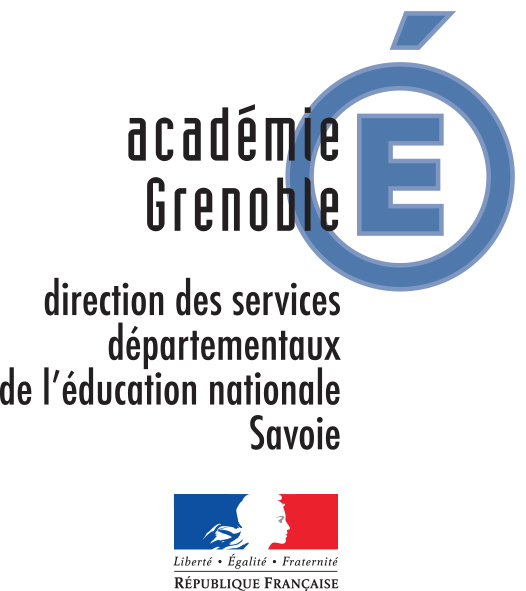 académie
Grenoble
É
direction des services
départementaux
de l'éducation nationale
Savoie
Liberté • Égalité • Fraternité
RÉPUBLIQUE FRANÇAISE